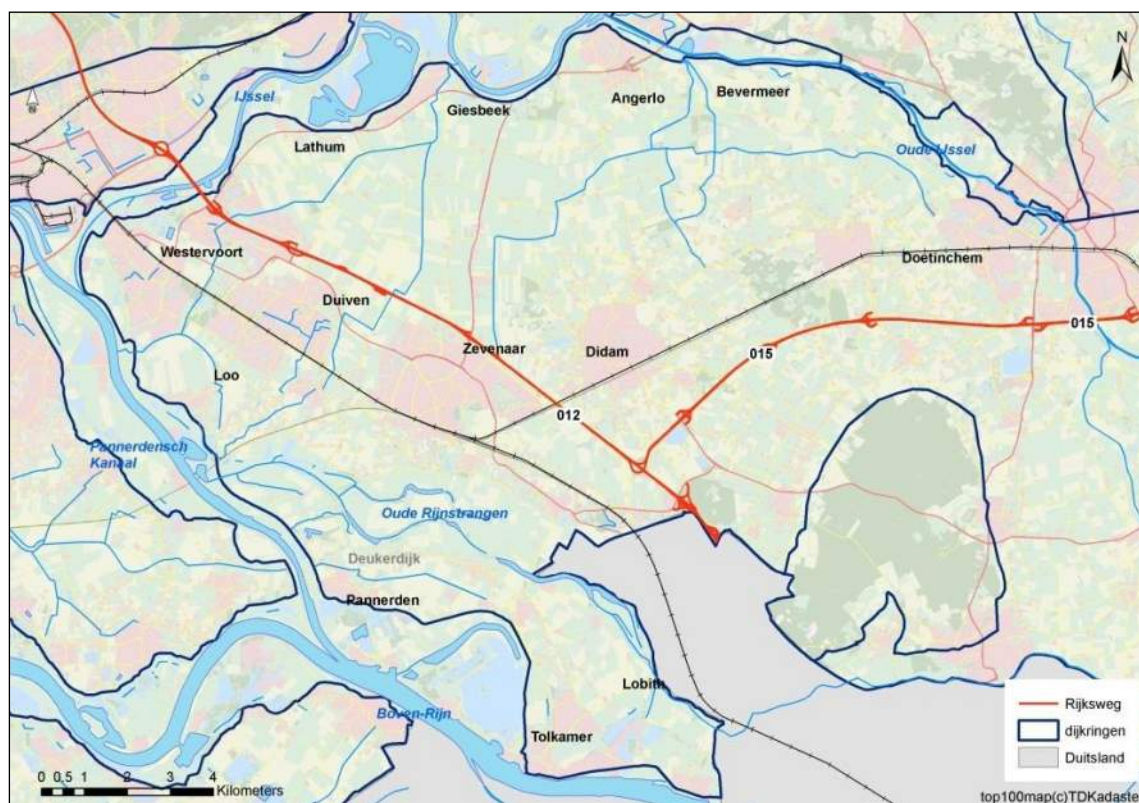 N
IJssel
Giesbeek
Angerlo
Bevermeer
Lathum
Oude IJssel
Westervoort
Doetinchem
Duiven
015
Zevenaar
Didam
015
Loo
012
Pannerdensch
Kanaal
Oude Rijnstrangen
Deukerdijk
Pannerden
Lobith
Boven-Rijn
Tolkamer
Rijksweg
dijkringen
Duitsland
0 0,5 1 2 3 4
Kilometers
top100map(c)TDKadaste